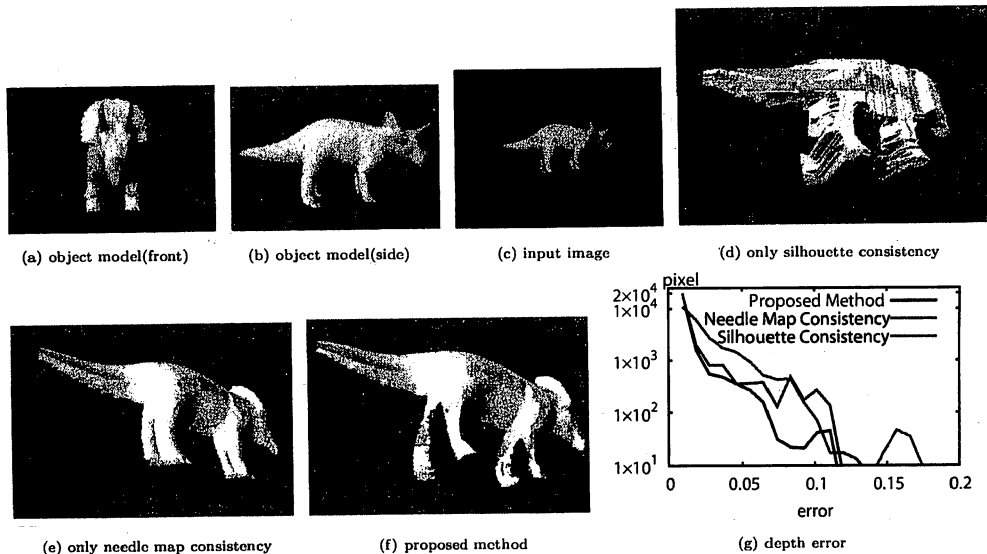 (a) object model(front)
(b) object model(side)
(c) input image
(d) only silhouette consistency
pixel
2×10⁴
1×10⁴
1×10³
1×10²
1×10¹
Proposed Method
Needle Map Consistency
Silhouette Consistency
0
0.05
0.1
0.15
0.2
error
(e) only needle map consistency
(f) proposed method
(g) depth error